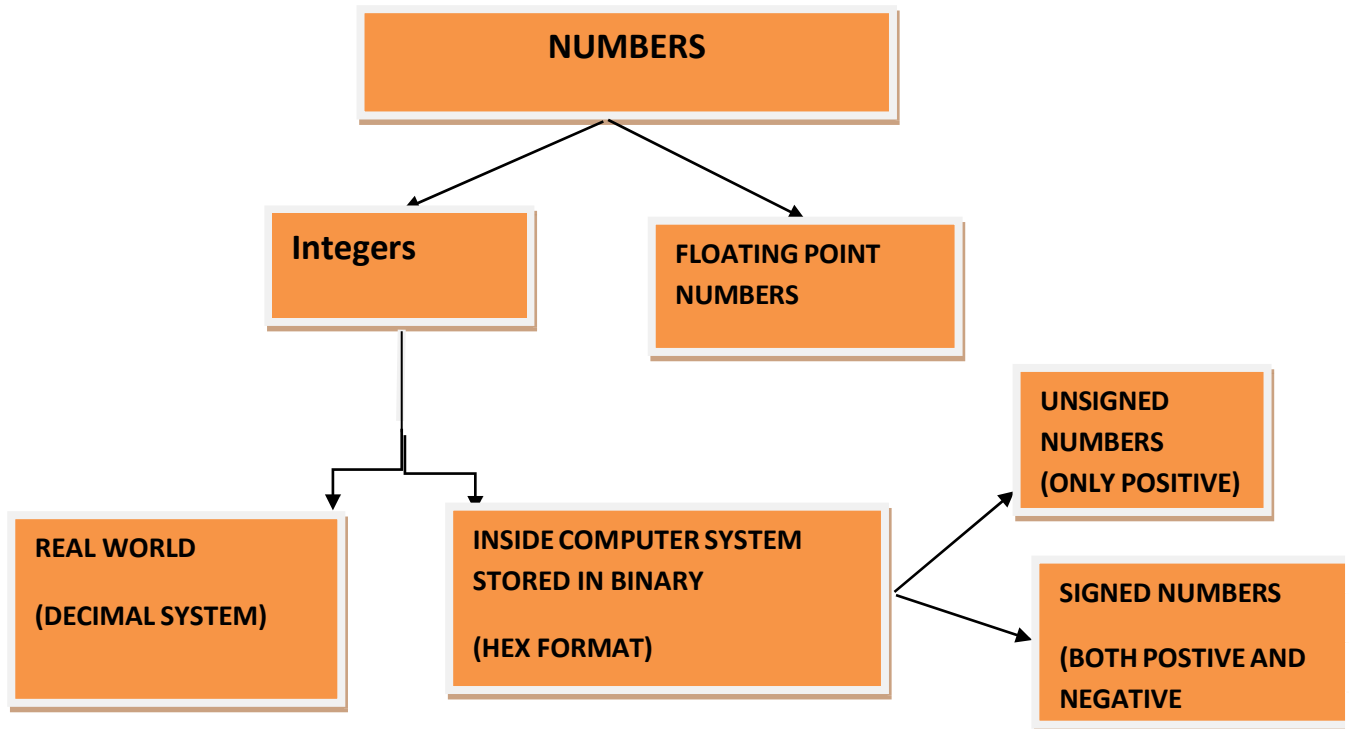 NUMBERS
Integers
FLOATING POINT
NUMBERS
UNSIGNED
NUMBERS
(ONLY POSITIVE)
REAL WORLD
(DECIMAL SYSTEM)
INSIDE COMPUTER SYSTEM
STORED IN BINARY
(HEX FORMAT)
SIGNED NUMBERS
(BOTH POSTIVE AND
NEGATIVE